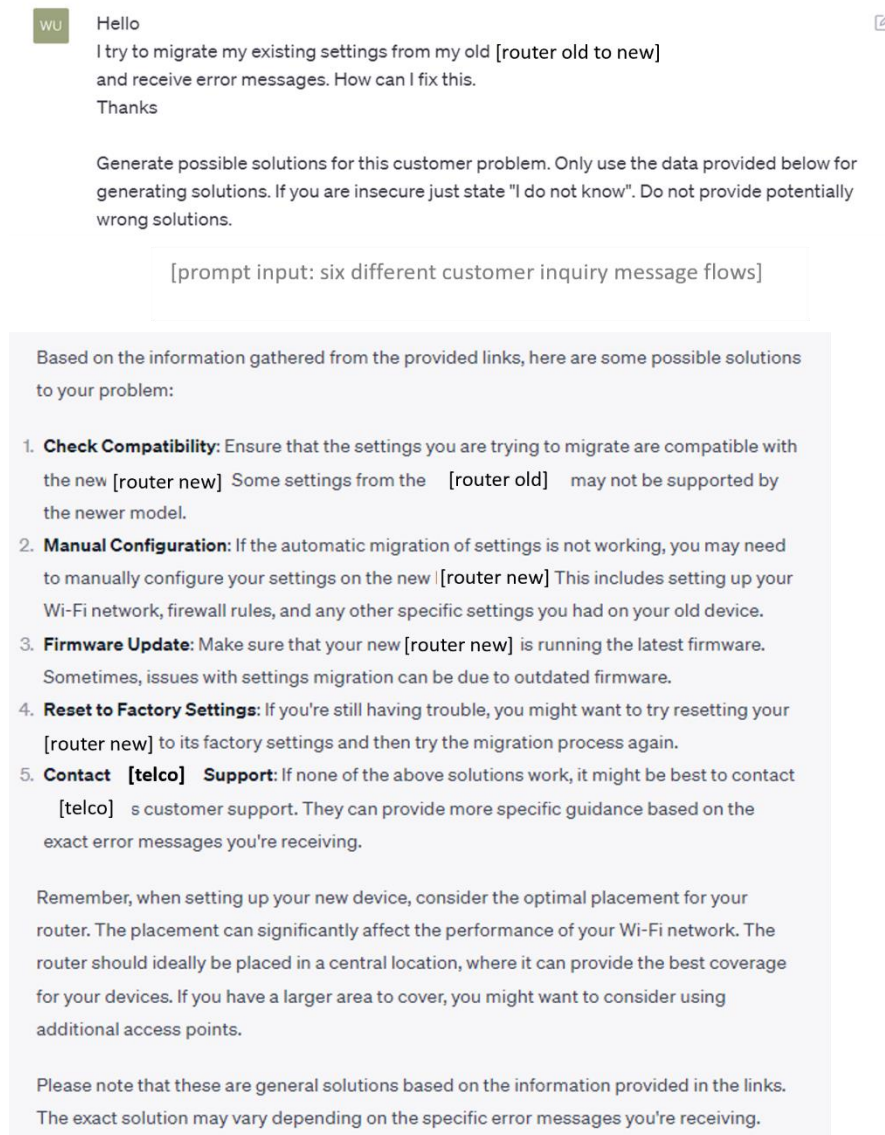 WU
Hello
I try to migrate my existing settings from my old [router old to new]
and receive error messages. How can I fix this.
Thanks
Generate possible solutions for this customer problem. Only use the data provided below for
generating solutions. If you are insecure just state "I do not know". Do not provide potentially
wrong solutions.
[prompt input: six different customer inquiry message flows]
Based on the information gathered from the provided links, here are some possible solutions
to your problem:
1. Check Compatibility: Ensure that the settings you are trying to migrate are compatible with
the new [router new] Some settings from the [router old] may not be supported by
the newer model.
2. Manual Configuration: If the automatic migration of settings is not working, you may need
to manually configure your settings on the new [router new] This includes setting up your
Wi-Fi network, firewall rules, and any other specific settings you had on your old device.
3. Firmware Update: Make sure that your new [router new] is running the latest firmware.
Sometimes, issues with settings migration can be due to outdated firmware.
4. Reset to Factory Settings: If you're still having trouble, you might want to try resetting your
[router new] to its factory settings and then try the migration process again.
5. Contact [telco] Support: If none of the above solutions work, it might be best to contact
[telco] s customer support. They can provide more specific guidance based on the
exact error messages you're receiving.
Remember, when setting up your new device, consider the optimal placement for your
router. The placement can significantly affect the performance of your Wi-Fi network. The
router should ideally be placed in a central location, where it can provide the best coverage
for your devices. If you have a larger area to cover, you might want to consider using
additional access points.
Please note that these are general solutions based on the information provided in the links.
The exact solution may vary depending on the specific error messages you're receiving.